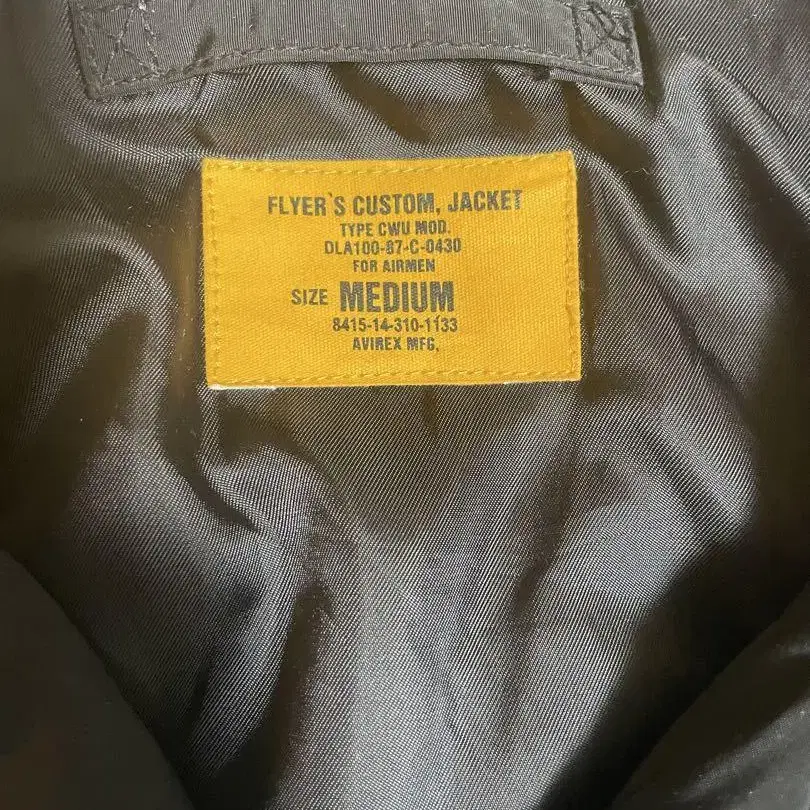 FLYER`S CUSTOM, JACKET
TYPE CWU MOD.
DLA100-87-C-0430
FOR AIRMEN
SIZE MEDIUM
8415-14-310-1133
AVIREX MFG,